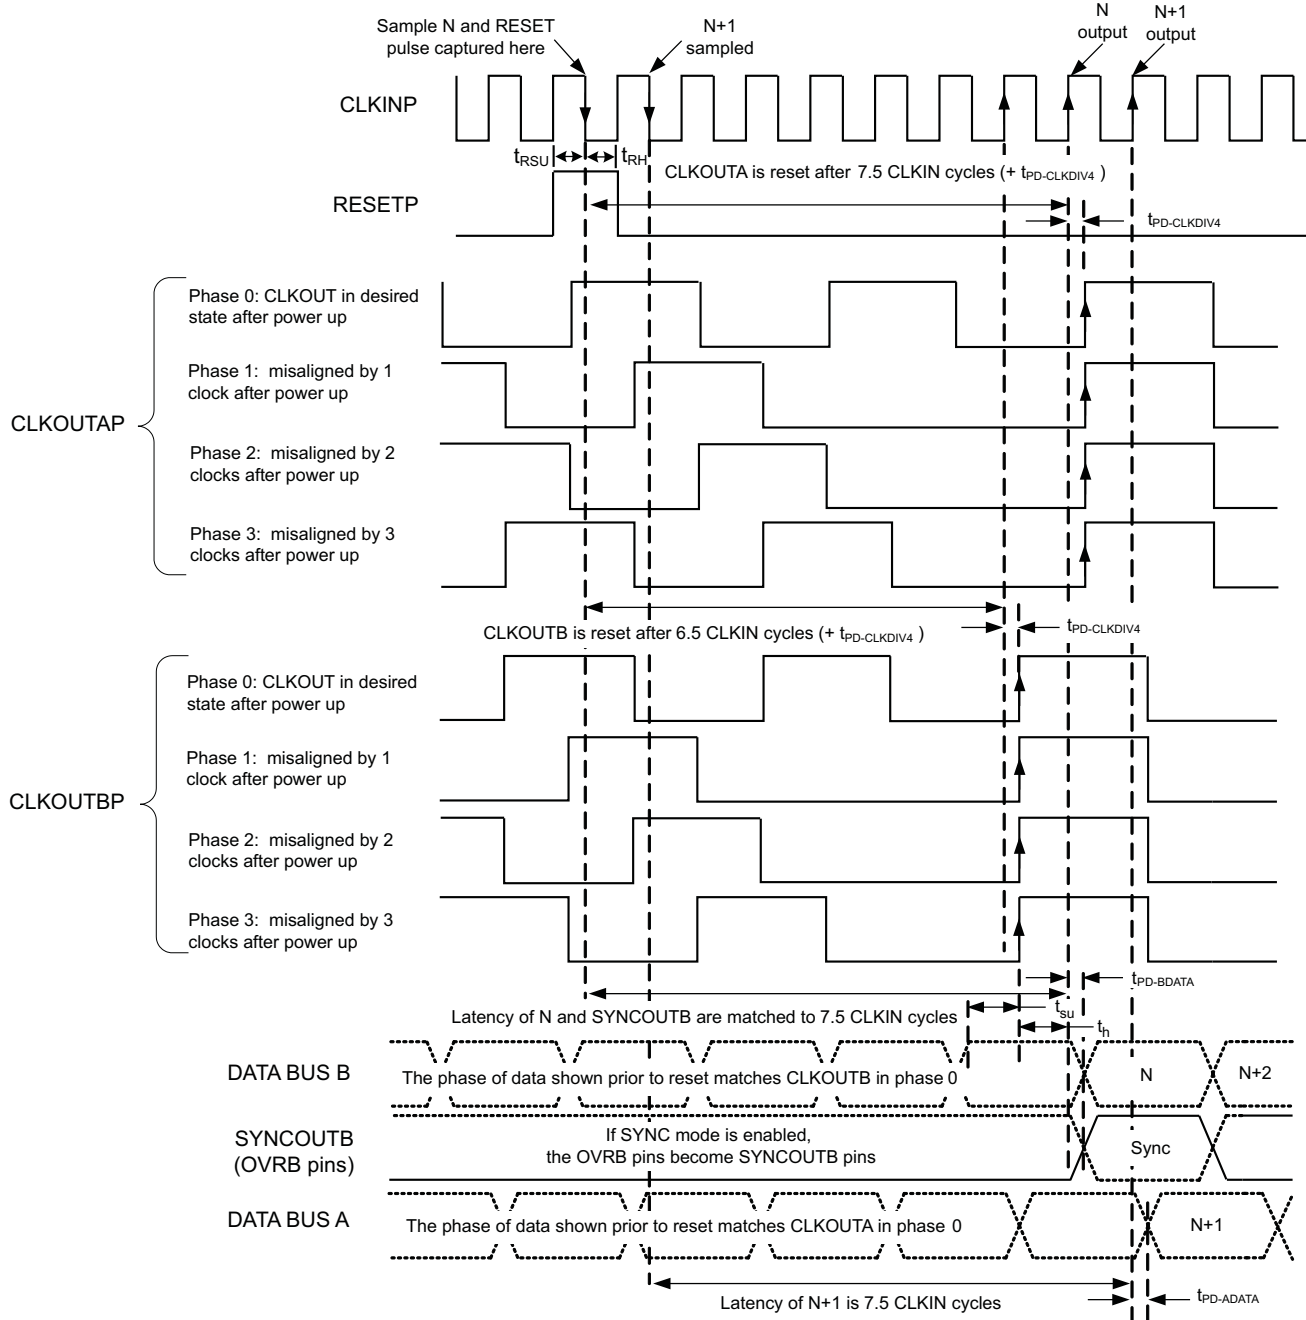 Sample N and RESET
pulse captured here
N+1
sampled
N
output
N+1
output
CLKINP
tRSU
tRH
CLKOUTA is reset after 7.5 CLKIN cycles (+ tPD-CLKDIV4 )
RESETP
tPD-CLKDIV4
CLKOUTAP
Phase 0: CLKOUT in desired
state after power up
Phase 1: misaligned by 1
clock after power up
Phase 2: misaligned by 2
clocks after power up
Phase 3: misaligned by 3
clocks after power up
CLKOUTB is reset after 6.5 CLKIN cycles (+ tPD-CLKDIV4 )
tPD-CLKDIV4
CLKOUTBP
Phase 0: CLKOUT in desired
state after power up
Phase 1: misaligned by 1
clock after power up
Phase 2: misaligned by 2
clocks after power up
Phase 3: misaligned by 3
clocks after power up
tPD-BDATA
Latency of N and SYNCOUTB are matched to 7.5 CLKIN cycles
tsu
th
DATA BUS B
The phase of data shown prior to reset matches CLKOUTB in phase 0
N
N+2
SYNCOUTB
(OVRB pins)
If SYNC mode is enabled,
the OVRB pins become SYNCOUTB pins
Sync
DATA BUS A
The phase of data shown prior to reset matches CLKOUTA in phase 0
N+1
Latency of N+1 is 7.5 CLKIN cycles
tPD-ADATA